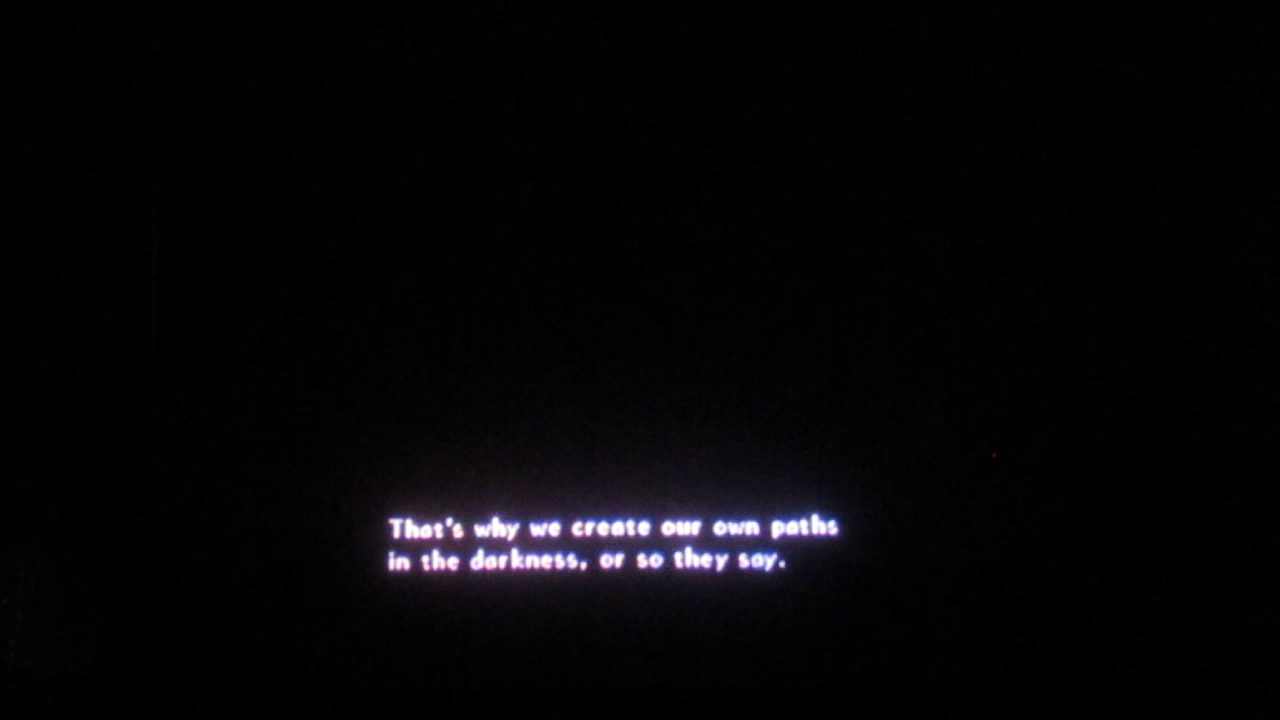 That's why we create our own paths
in the darkness, or so they say.